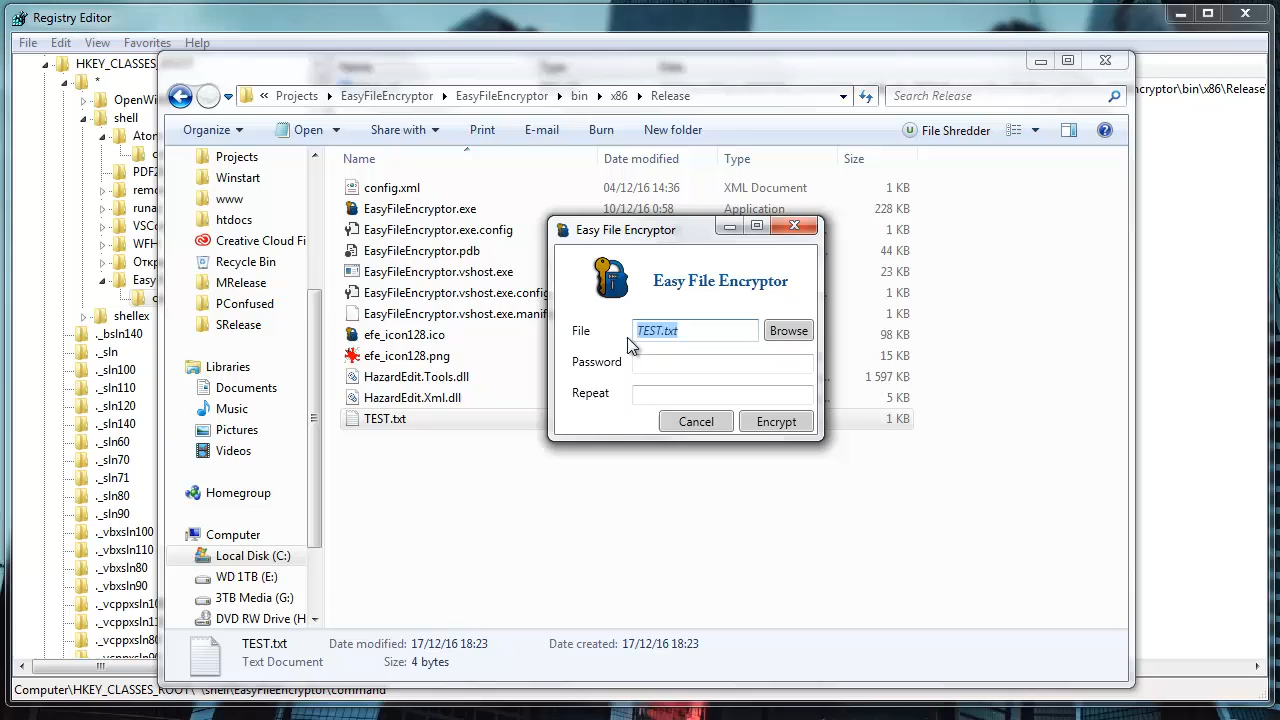 Registry Editor
File Edit View Favorites Help
HKEY_CLASSES_
*
OpenWi
shell
Aton
c
PDF2
remo
runa
VSCo
WFH
Откр
Easy
c
shellex
._bsln140
._sln
._sln100
._sln110
._sln120
._sln140
._sln60
._sln70
._sln71
._sln80
._sln90
._vbxsln100
._vbxsln110
._vbxsln80
._vbxsln90
._vcppxsln10
._vcppxsln11
._vcppxsln80
._vcppxsln90
Computer\HKEY_CLASSES_ROOT\*\shell\EasyFileEncryptor\command
ncryptor\bin\x86\Release\
« Projects EasyFileEncryptor EasyFileEncryptor bin x86 Release
Search Release
Organize Open Share with Print E-mail Burn New folder File Shredder
Projects
Winstart
www
htdocs
Creative Cloud Fi
Recycle Bin
MRelease
PConfused
SRelease
Libraries
Documents
Music
Pictures
Videos
Homegroup
Computer
Local Disk (C:)
WD 1TB (E:)
3TB Media (G:)
DVD RW Drive (H
Name Date modified Type Size
config.xml 04/12/16 14:36 XML Document 1 KB
EasyFileEncryptor.exe 10/12/16 0:58 Application 228 KB
EasyFileEncryptor.exe.config 1 KB
EasyFileEncryptor.pdb 44 KB
EasyFileEncryptor.vshost.exe 23 KB
EasyFileEncryptor.vshost.exe.config 1 KB
EasyFileEncryptor.vshost.exe.manif 1 KB
efe_icon128.ico 98 KB
efe_icon128.png 15 KB
HazardEdit.Tools.dll 1 597 KB
HazardEdit.Xml.dll 5 KB
TEST.txt 1 KB
Easy File Encryptor
Easy File Encryptor
File TEST.txt Browse
Password
Repeat
Cancel Encrypt
TEST.txt Date modified: 17/12/16 18:23 Date created: 17/12/16 18:23
Text Document Size: 4 bytes